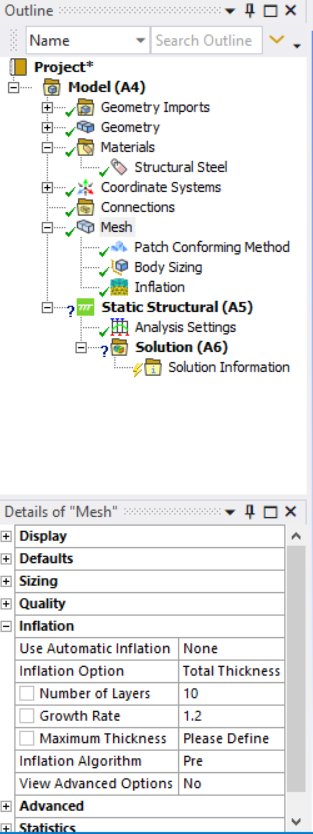 Outline
Name Search Outline
Project*
Model (A4)
Geometry Imports
Geometry
Materials
Structural Steel
Coordinate Systems
Connections
Mesh
Patch Conforming Method
Body Sizing
Inflation
Static Structural (A5)
Analysis Settings
Solution (A6)
Solution Information
Details of "Mesh"
Display
Defaults
Sizing
Quality
Inflation
Use Automatic Inflation None
Inflation Option Total Thickness
Number of Layers 10
Growth Rate 1.2
Maximum Thickness Please Define
Inflation Algorithm Pre
View Advanced Options No
Advanced
Statistics